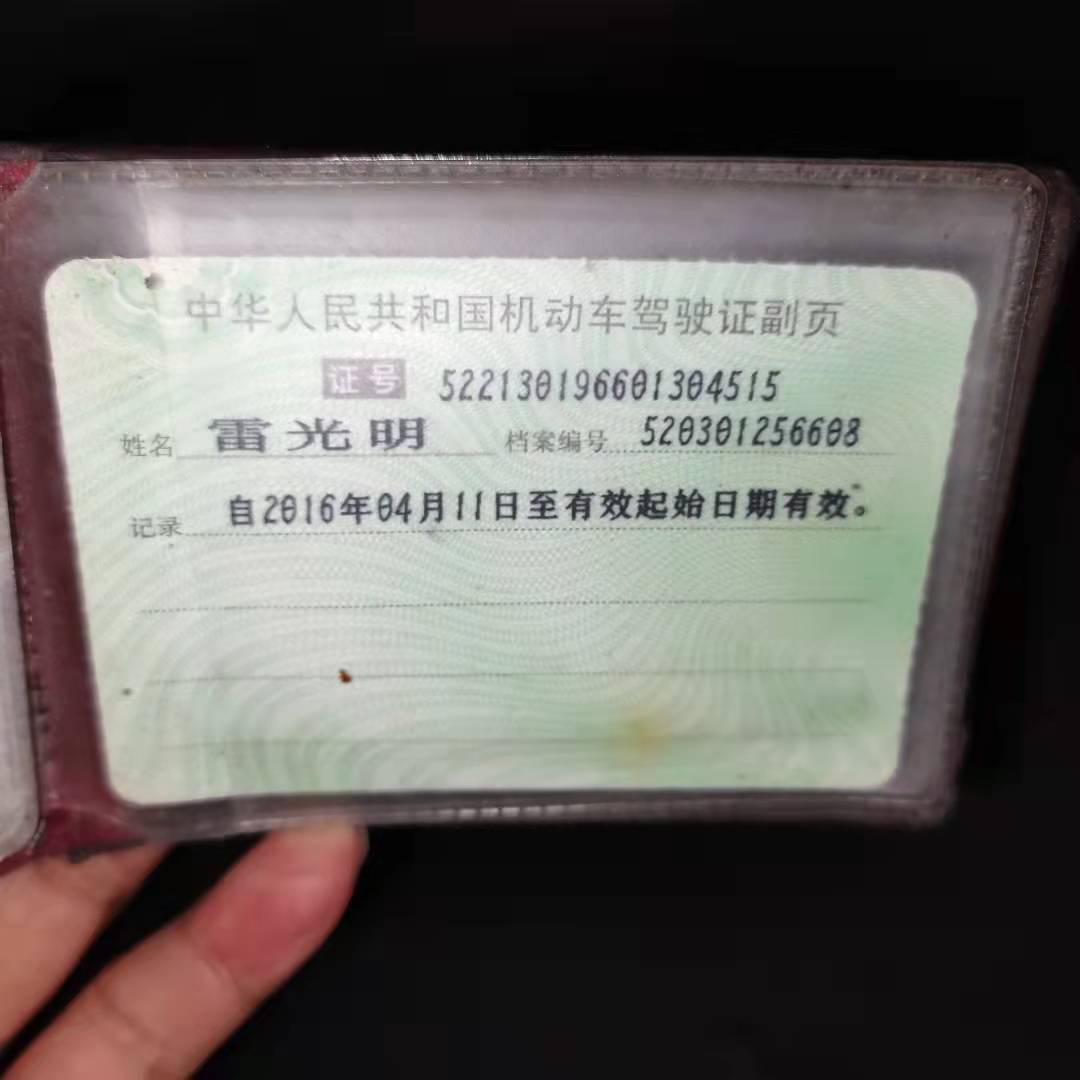 中华人民共和国机动车驾驶证副页
证号 522130196601304515
姓名 雷光明 档案编号 520301256608
记录 自2016年04月11日至有效起始日期有效。